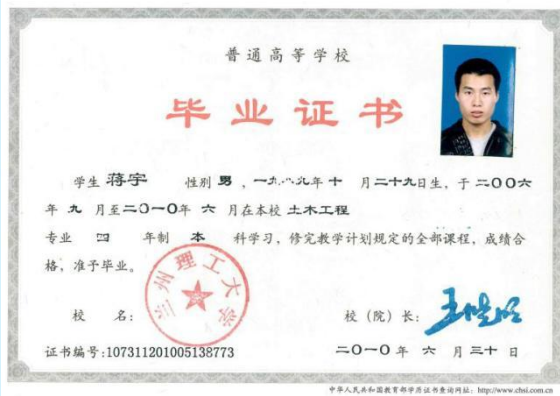 普通高等学校
毕业证书
学生 蒋宇 性别 男 ，一九八九年 十 月二十九日生，于 二〇〇六
年 九 月至二〇一〇年 六 月在本校 土木工程
专业 四 年制 本 科学习，修完教学计划规定的全部课程，成绩合
格，准予毕业。
兰州理工大学
校 名： 校（院）长：
证书编号：107311201005138773 二〇一〇 年 六 月 三十 日
中华人民共和国教育部学历证书查询网址：http://www.chsi.com.cn